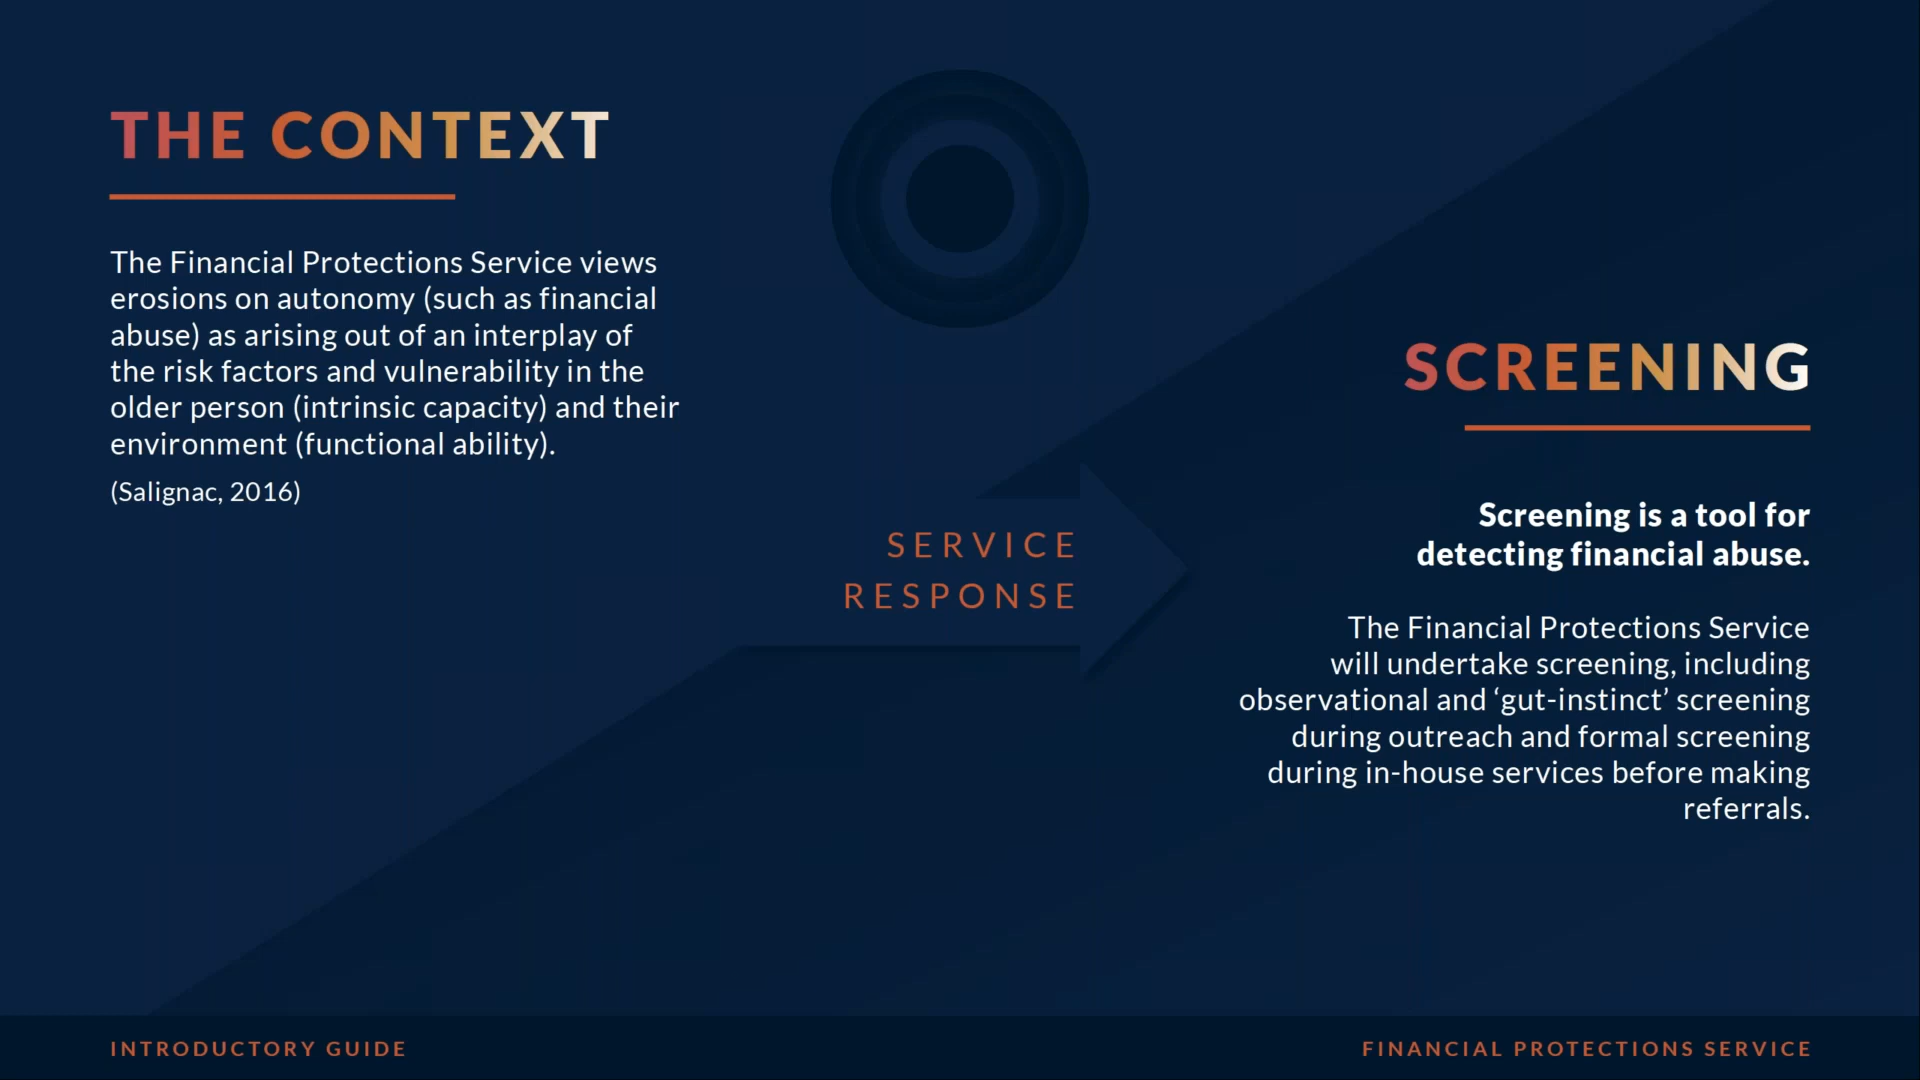 THE CONTEXT
The Financial Protections Service views
erosions on autonomy (such as financial
abuse) as arising out of an interplay of
the risk factors and vulnerability in the
older person (intrinsic capacity) and their
environment (functional ability).
(Salignac, 2016)
SERVICE
RESPONSE
SCREENING
Screening is a tool for
detecting financial abuse.
The Financial Protections Service
will undertake screening, including
observational and ‘gut-instinct’ screening
during outreach and formal screening
during in-house services before making
referrals.
INTRODUCTORY GUIDE
FINANCIAL PROTECTIONS SERVICE